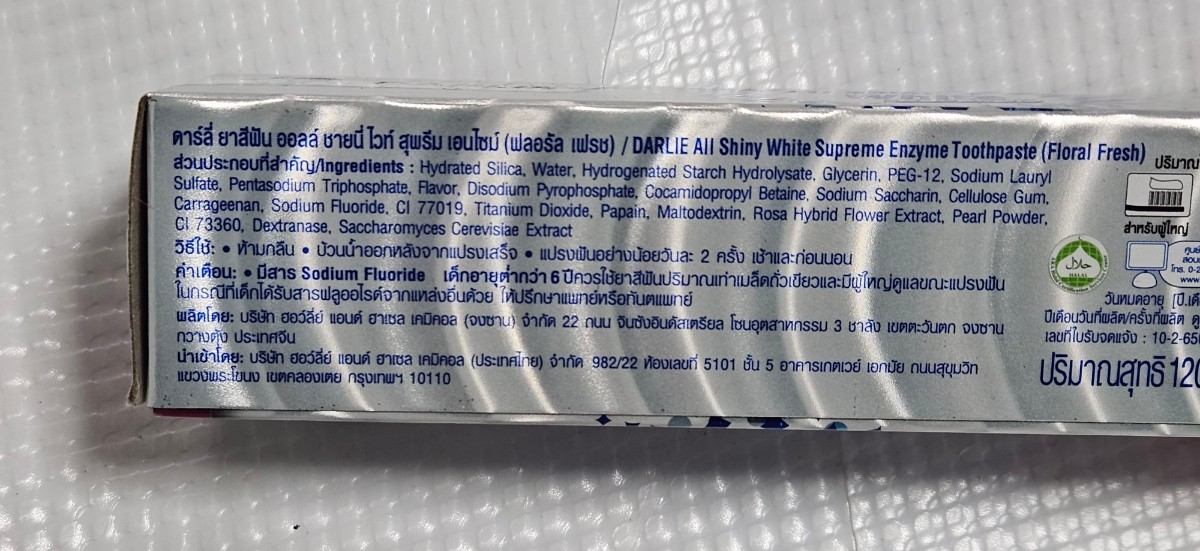 ดาร์ลี่ ยาสีฟัน ออลล์ ชายนี่ ไวท์ สุพรีม เอนไซม์ (ฟลอรัล เฟรช) / DARLIE All Shiny White Supreme Enzyme Toothpaste (Floral Fresh)
ส่วนประกอบที่สำคัญ/Ingredients : Hydrated Silica, Water, Hydrogenated Starch Hydrolysate, Glycerin, PEG-12, Sodium Lauryl
Sulfate, Pentasodium Triphosphate, Flavor, Disodium Pyrophosphate, Cocamidopropyl Betaine, Sodium Saccharin, Cellulose Gum,
Carrageenan, Sodium Fluoride, CI 77019, Titanium Dioxide, Papain, Maltodextrin, Rosa Hybrid Flower Extract, Pearl Powder,
CI 73360, Dextranase, Saccharomyces Cerevisiae Extract
วิธีใช้: • ห้ามกลืน • บ้วนน้ำออกหลังจากแปรงเสร็จ • แปรงฟันอย่างน้อยวันละ 2 ครั้ง เช้าและก่อนนอน
คำเตือน: • มีสาร Sodium Fluoride เด็กอายุต่ำกว่า 6 ปีควรใช้ยาสีฟันปริมาณเท่าเมล็ดถั่วเขียวและมีผู้ใหญ่ดูแลขณะแปรงฟัน
ในกรณีที่เด็กได้รับสารฟลูออไรด์จากแหล่งอื่นด้วย ให้ปรึกษาแพทย์หรือทันตแพทย์
ผลิตโดย: บริษัท ฮอว์ลี่ย์ แอนด์ ฮาเซล เคมิคอล (จงซาน) จำกัด 22 ถนน จินซังอินดัสเตรียล โซนอุตสาหกรรม 3 ชาลัง เขตตะวันตก จงซาน
กวางตุ้ง ประเทศจีน
นำเข้าโดย: บริษัท ฮอว์ลี่ย์ แอนด์ ฮาเซล เคมิคอล (ประเทศไทย) จำกัด 982/22 ห้องเลขที่ 5101 ชั้น 5 อาคารเกตเวย์ เอกมัย ถนนสุขุมวิท
แขวงพระโขนง เขตคลองเตย กรุงเทพฯ 10110
ปริมาณ
สำหรับผู้ใหญ่
حلال
HALAL
ศูนย์
โทร. 0-2
www.
วันหมดอายุ [ปี.เดื
ปีเดือนวันที่ผลิต/ครั้งที่ผลิต ดู
เลขที่ใบรับจดแจ้ง : 10-2-650
ปริมาณสุทธิ 120